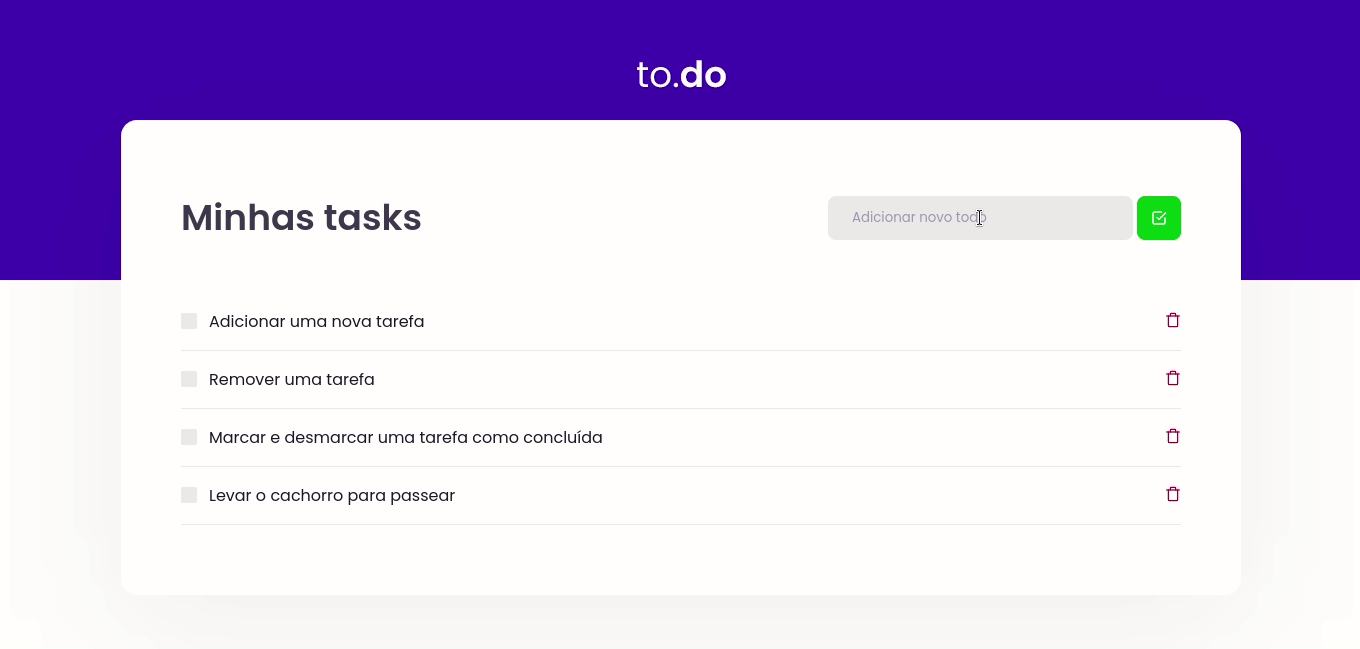 to.do
Minhas tasks
Adicionar novo todo
Adicionar uma nova tarefa
Remover uma tarefa
Marcar e desmarcar uma tarefa como concluída
Levar o cachorro para passear